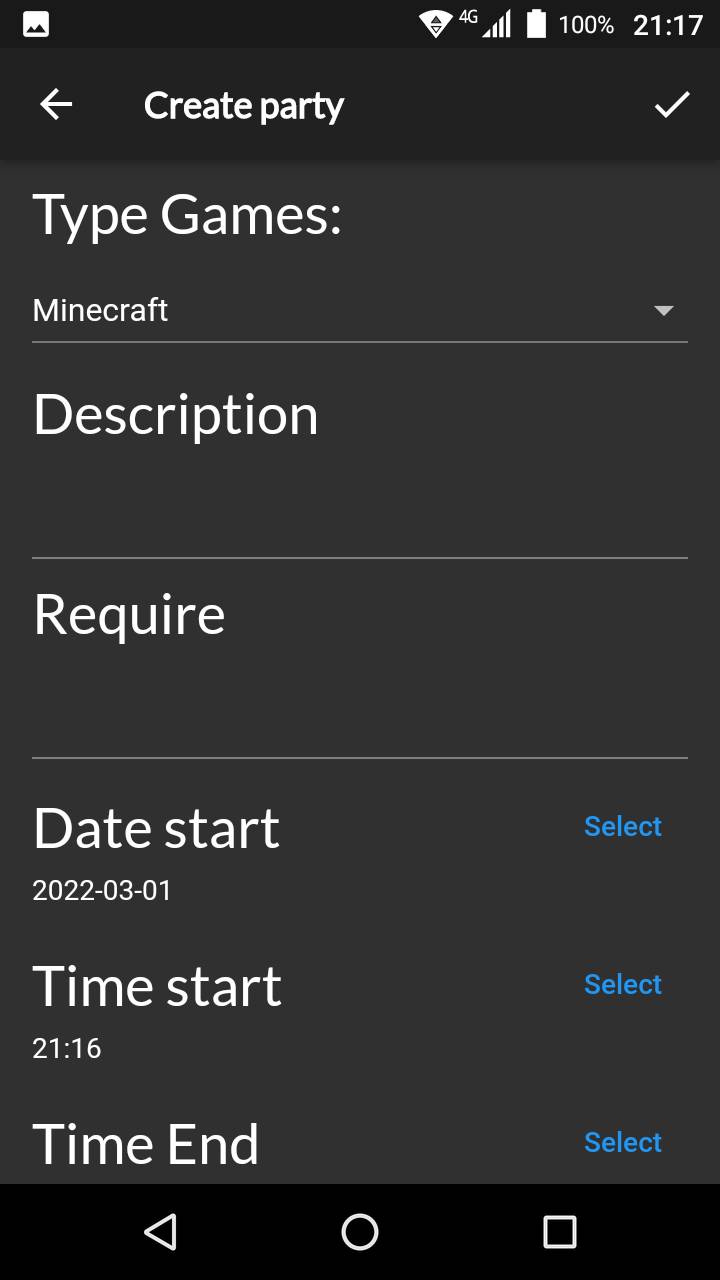 4G 100% 21:17
Create party
Type Games:
Minecraft
Description
Require
Date start Select
2022-03-01
Time start Select
21:16
Time End Select